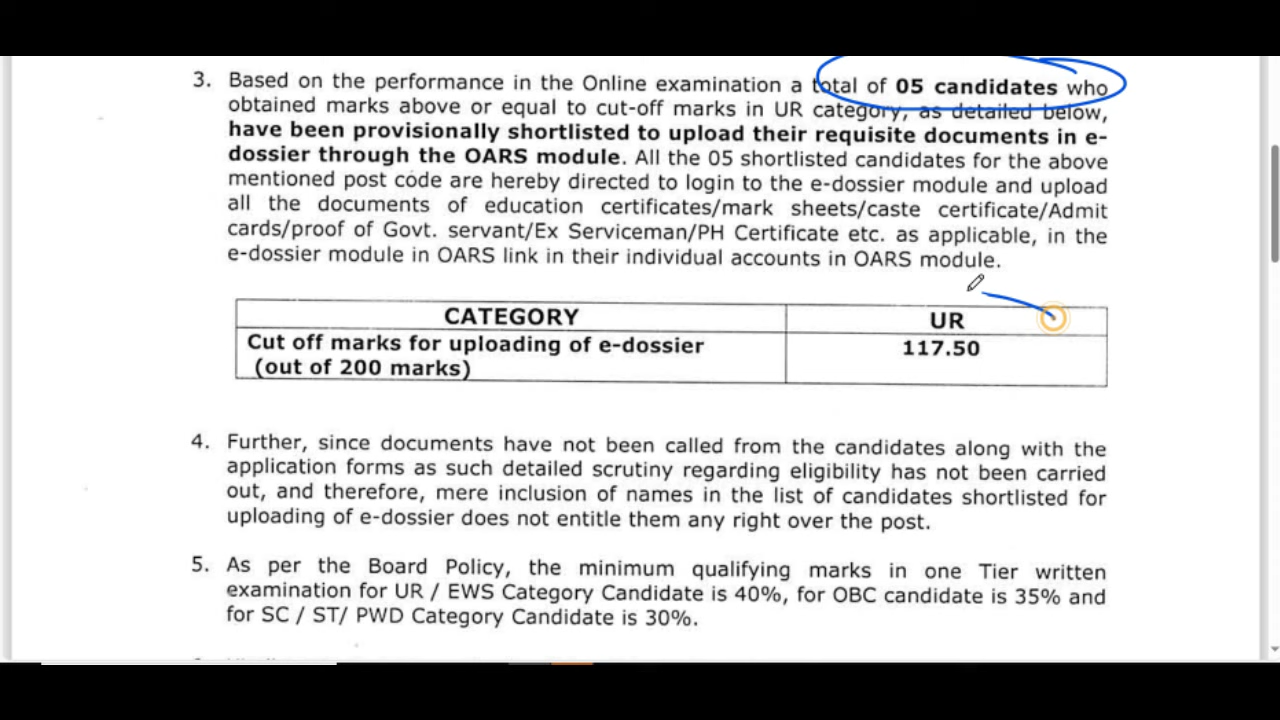 3. Based on the performance in the Online examination a total of 05 candidates who
obtained marks above or equal to cut-off marks in UR category, as detailed below,
have been provisionally shortlisted to upload their requisite documents in e-
dossier through the OARS module. All the 05 shortlisted candidates for the above
mentioned post code are hereby directed to login to the e-dossier module and upload
all the documents of education certificates/mark sheets/caste certificate/Admit
cards/proof of Govt. servant/Ex Serviceman/PH Certificate etc. as applicable, in the
e-dossier module in OARS link in their individual accounts in OARS module.
CATEGORY UR
Cut off marks for uploading of e-dossier 117.50
(out of 200 marks)
4. Further, since documents have not been called from the candidates along with the
application forms as such detailed scrutiny regarding eligibility has not been carried
out, and therefore, mere inclusion of names in the list of candidates shortlisted for
uploading of e-dossier does not entitle them any right over the post.
5. As per the Board Policy, the minimum qualifying marks in one Tier written
examination for UR / EWS Category Candidate is 40%, for OBC candidate is 35% and
for SC / ST/ PWD Category Candidate is 30%.